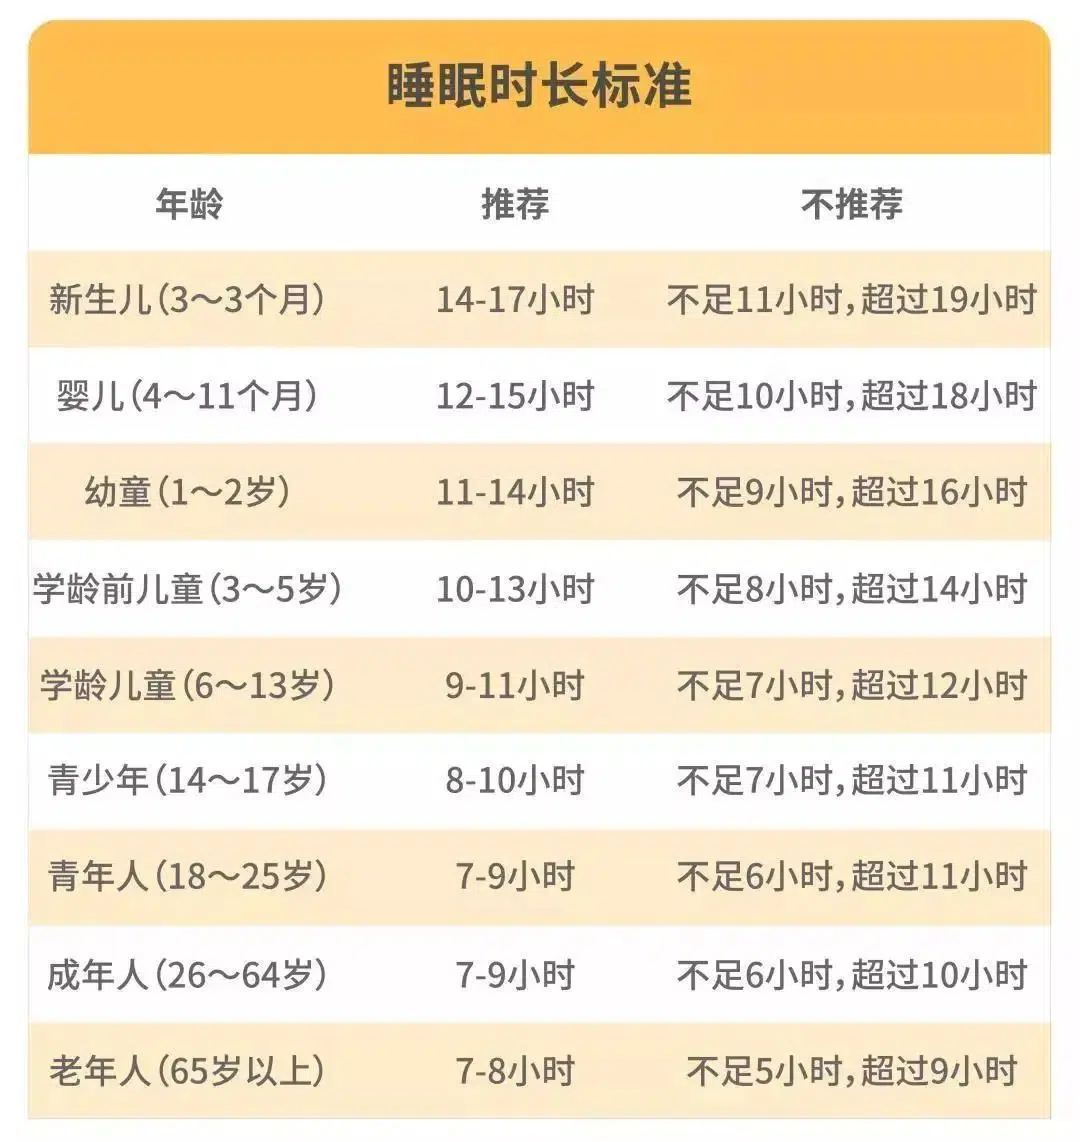 睡眠时长标准
年龄 推荐 不推荐
新生儿(3～3个月) 14-17小时 不足11小时,超过19小时
婴儿(4～11个月) 12-15小时 不足10小时,超过18小时
幼童(1～2岁) 11-14小时 不足9小时,超过16小时
学龄前儿童(3～5岁) 10-13小时 不足8小时,超过14小时
学龄儿童(6～13岁) 9-11小时 不足7小时,超过12小时
青少年(14～17岁) 8-10小时 不足7小时,超过11小时
青年人(18～25岁) 7-9小时 不足6小时,超过11小时
成年人(26～64岁) 7-9小时 不足6小时,超过10小时
老年人(65岁以上) 7-8小时 不足5小时,超过9小时